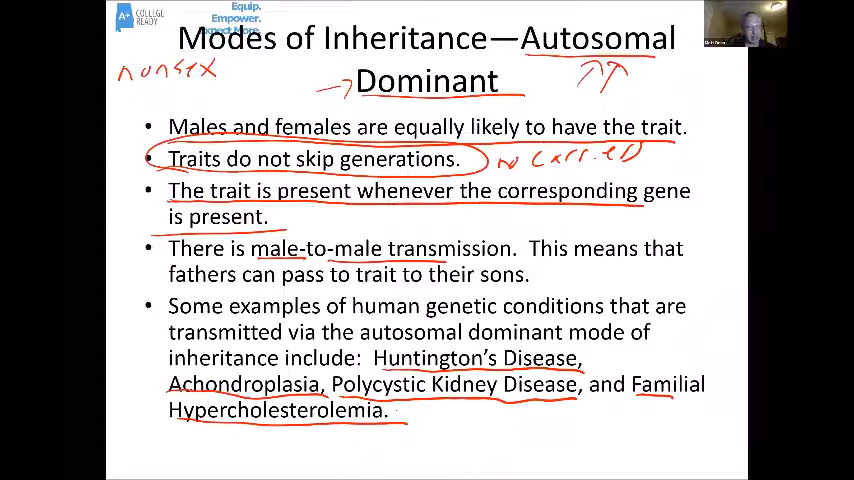 A+
COLLEGE
READY
Equip.
Empower.
Expect More.
Modes of Inheritance—Autosomal
Dominant
nonsex
• Males and females are equally likely to have the trait.
• Traits do not skip generations.
no carrier
• The trait is present whenever the corresponding gene
is present.
• There is male-to-male transmission. This means that
fathers can pass to trait to their sons.
• Some examples of human genetic conditions that are
transmitted via the autosomal dominant mode of
inheritance include: Huntington's Disease,
Achondroplasia, Polycystic Kidney Disease, and Familial
Hypercholesterolemia.